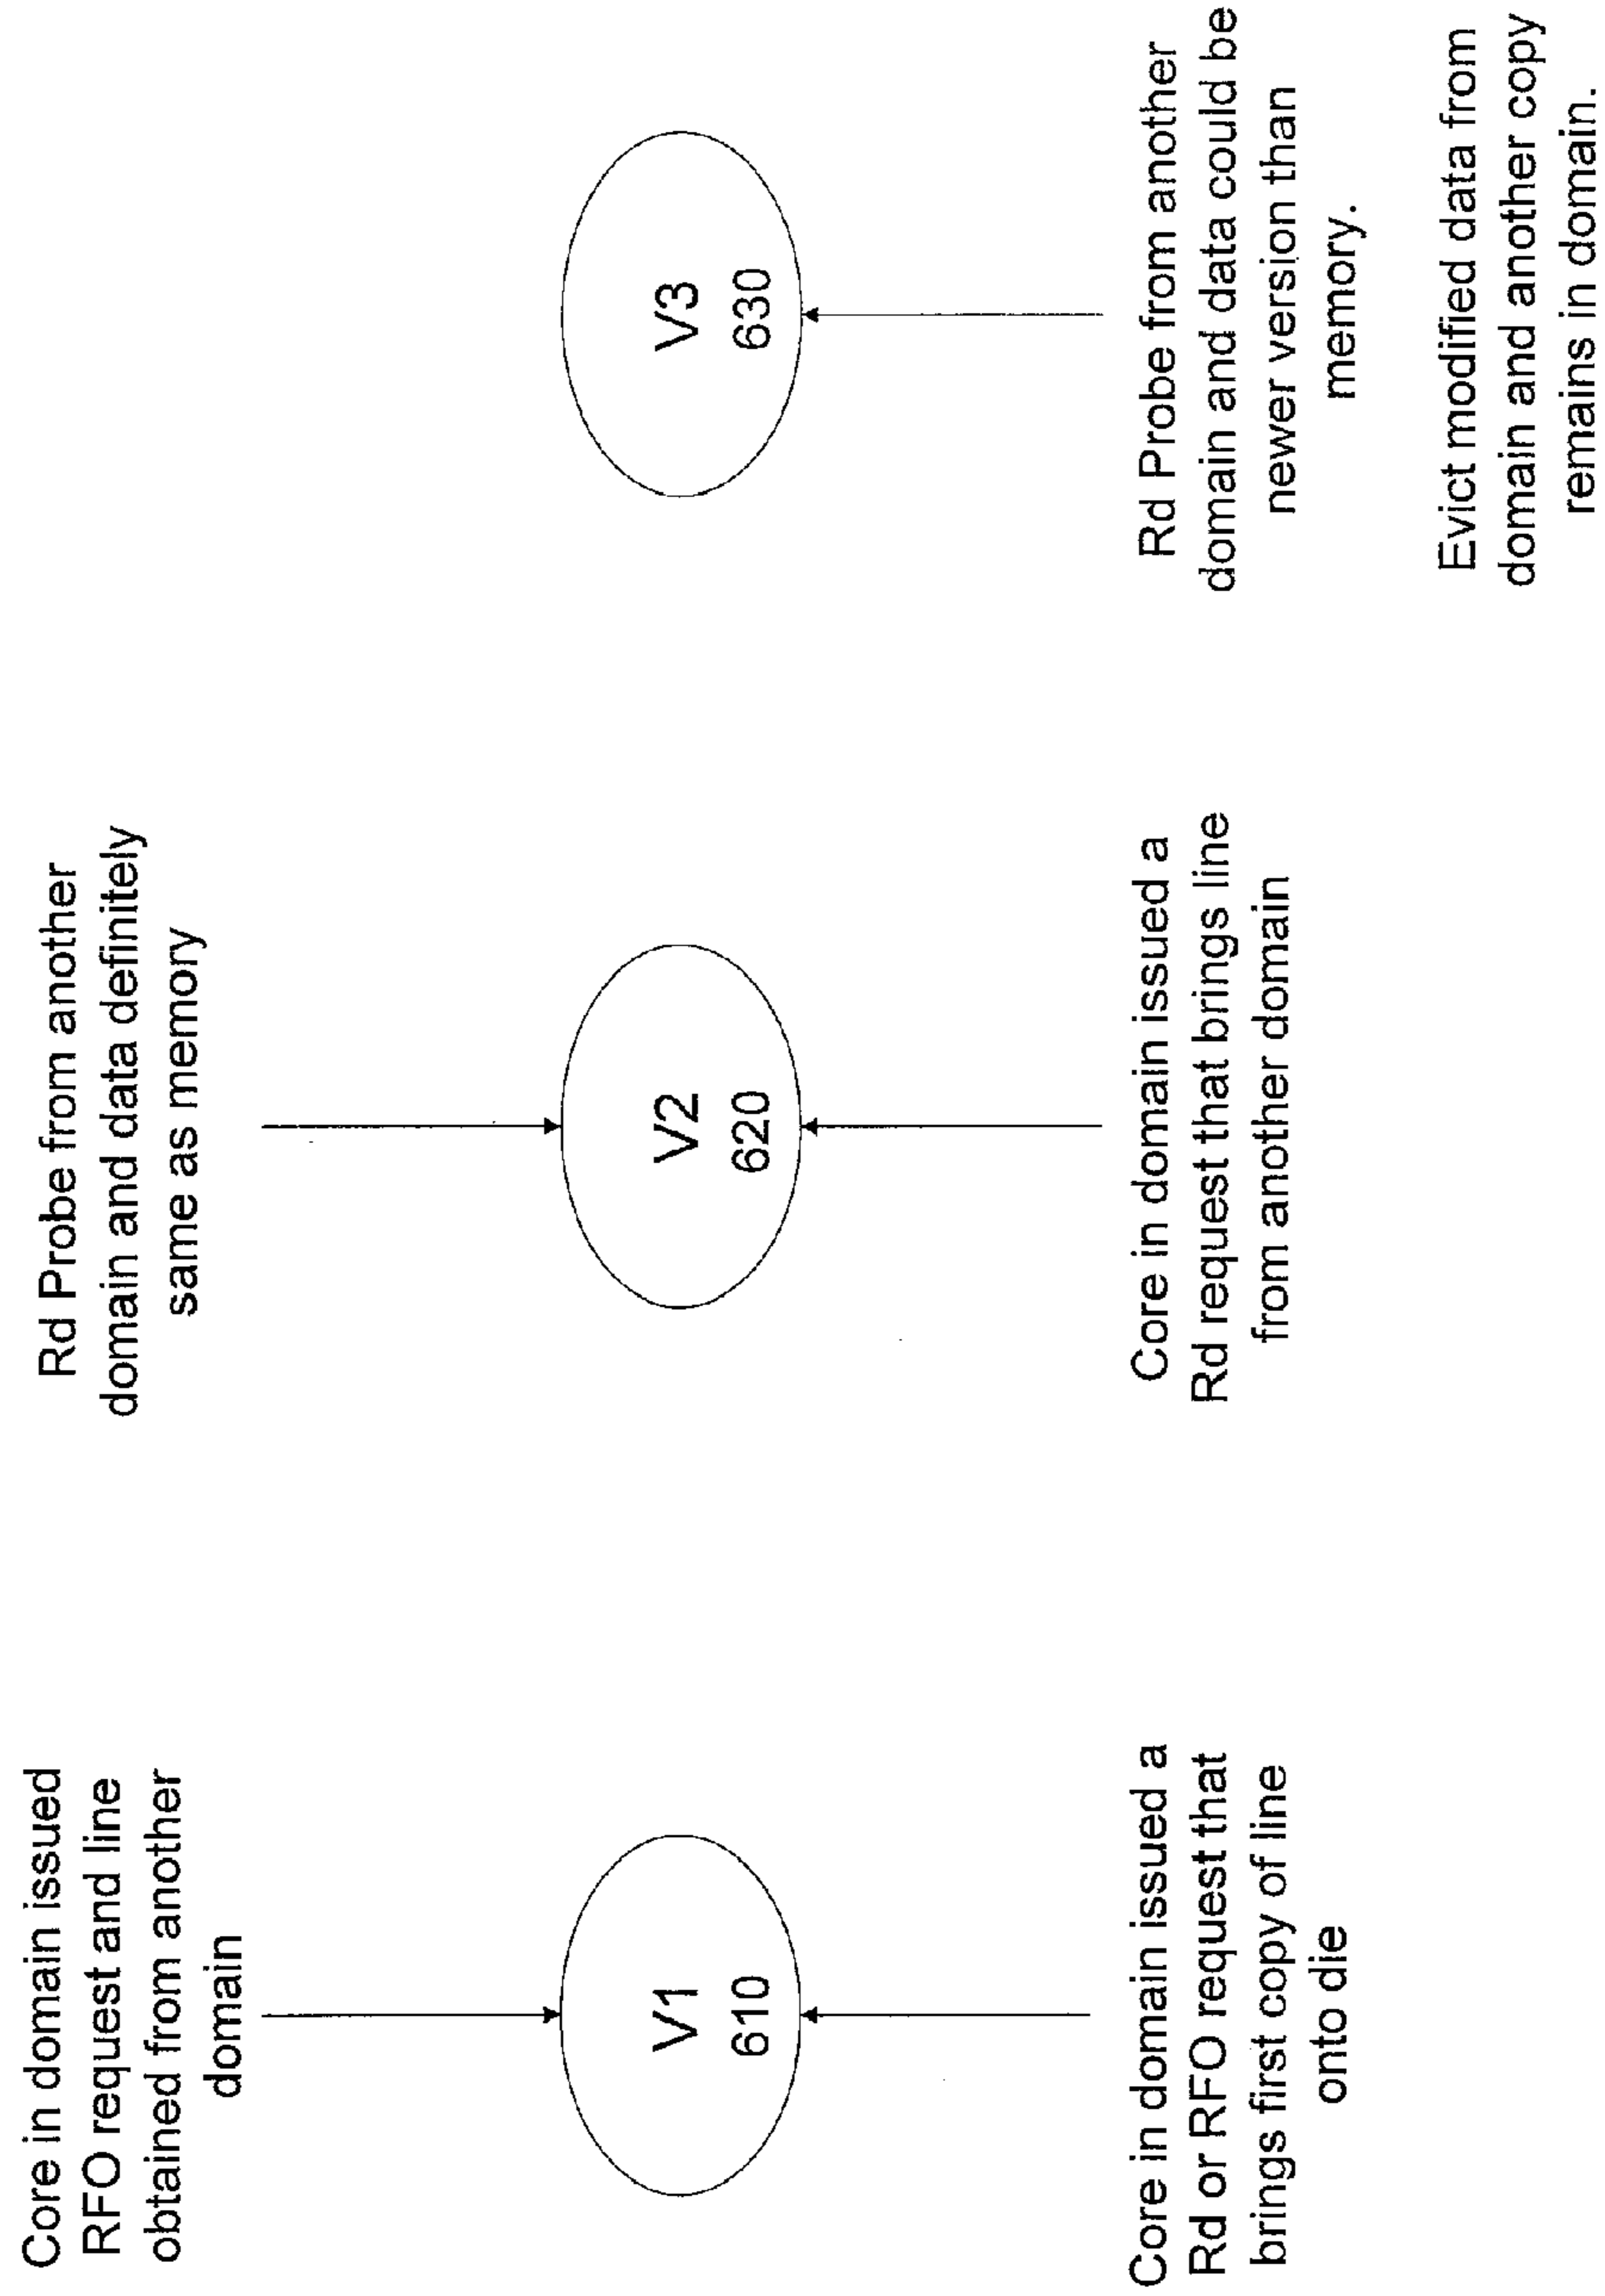 Core in domain issued
RFO request and line
obtained from another
domain
V1
610
Core in domain issued a
Rd or RFO request that
brings first copy of line
onto die
Rd Probe from another
domain and data definitely
same as memory
V2
620
Core in domain issued a
Rd request that brings line
from another domain
V3
630
Rd Probe from another
domain and data could be
newer version than
memory.
Evict modified data from
domain and another copy
remains in domain.